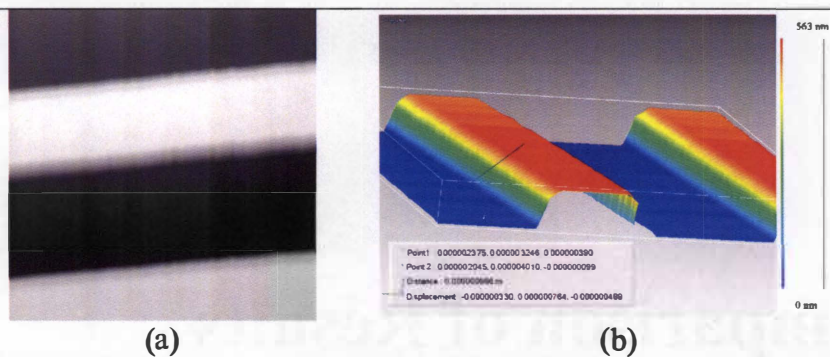 563 nm
Point1 0.000002375, 0.000003246 0.000000390
Point 2 0.000002045, 0.000004010, -0.000000099
Distance
Displacement -0.000000330, 0.000000764, -0.000000489
0 nm
(a)
(b)